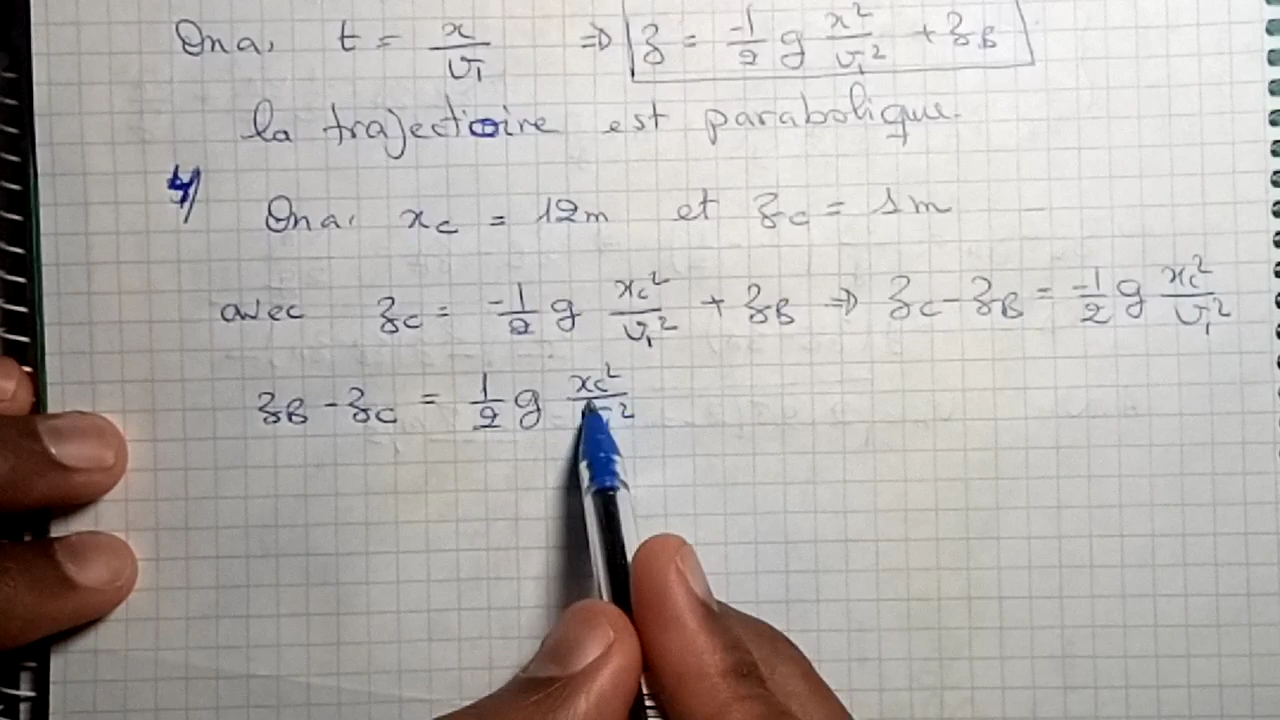 On a, t = x/v₁ => z = -1/2 g x²/v₁² + z_B
la trajectoire est parabolique.
4/ On a, x_C = 12m et z_C = 1m
avec z_C = -1/2 g x_C²/v₁² + z_B => z_C - z_B = -1/2 g x_C²/v₁²
z_B - z_C = 1/2 g x_C²/v₁²